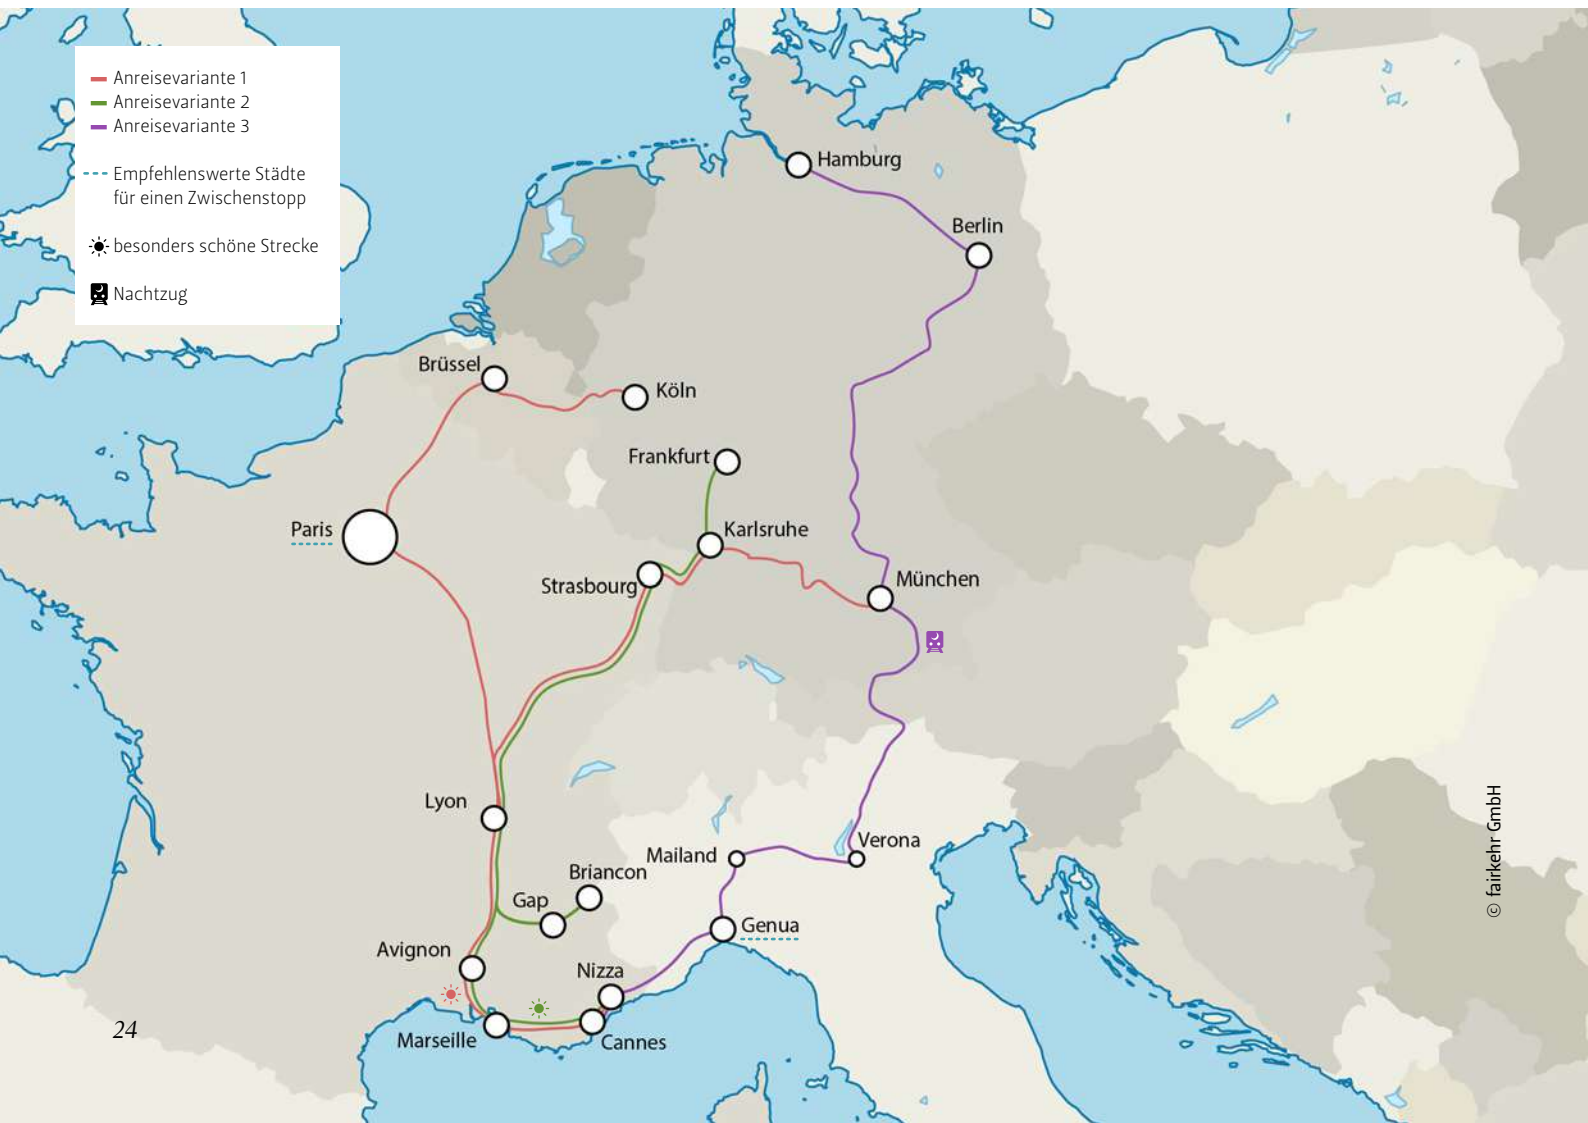 Anreisevariante 1
Anreisevariante 2
Anreisevariante 3
Empfehlenswerte Städte
für einen Zwischenstopp
besonders schöne Strecke
Nachtzug
Hamburg
Berlin
Brüssel
Köln
Frankfurt
Paris
Karlsruhe
Strasbourg
München
Lyon
Mailand
Verona
Briancon
Gap
Genua
Avignon
Nizza
Marseille
Cannes
24
© fairkehr GmbH